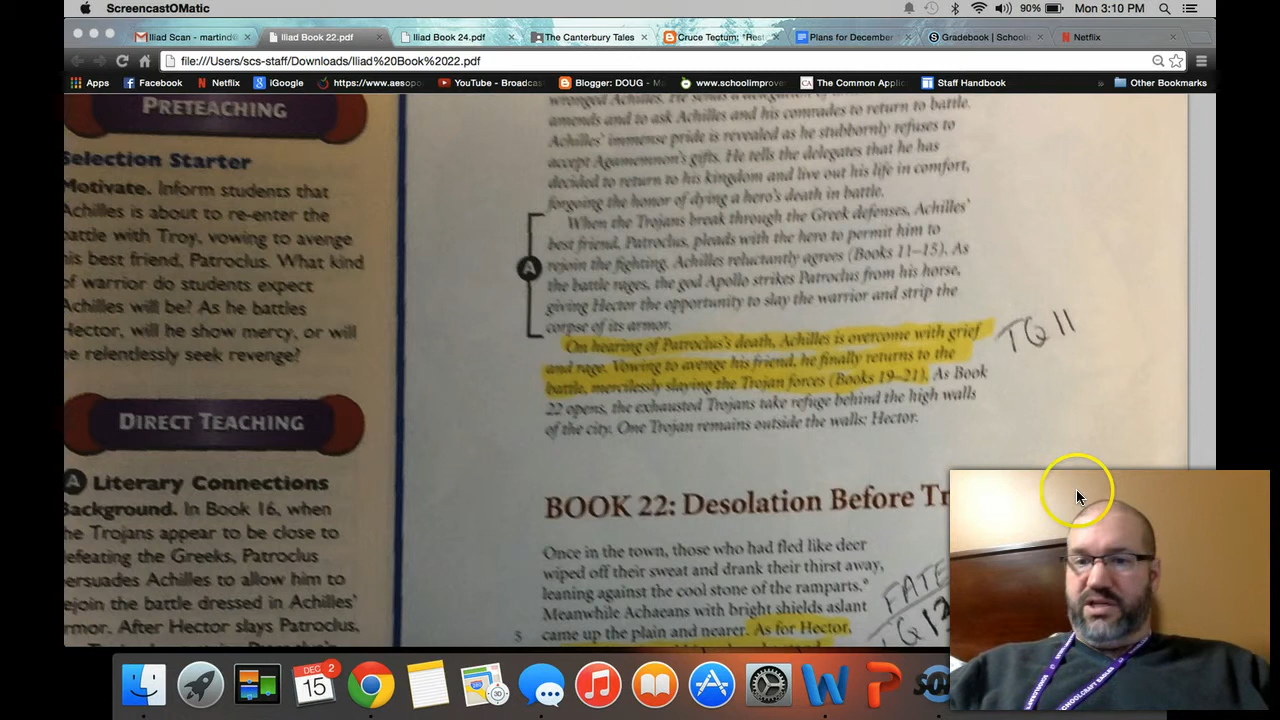 ScreencastOMatic
90%
Mon 3:10 PM
Iliad Scan - martind@
Iliad Book 22.pdf
Iliad Book 24.pdf
The Canterbury Tales
Cruce Tectum: "Rest
Plans for December
Gradebook | Schoolo
Netflix
file:///Users/scs-staff/Downloads/Iliad%20Book%2022.pdf
Apps
Facebook
Netflix
iGoogle
https://www.aesopo
YouTube - Broadcas
Blogger: DOUG - M
www.schoolimprove
CA
The Common Applic
Staff Handbook
»
Other Bookmarks
PRETEACHING
Selection Starter
Motivate. Inform students that
Achilles is about to re-enter the
battle with Troy, vowing to avenge
his best friend, Patroclus. What kind
of warrior do students expect
Achilles will be? As he battles
Hector, will he show mercy, or will
he relentlessly seek revenge?
DIRECT TEACHING
A Literary Connections
Background. In Book 16, when
the Trojans appear to be close to
defeating the Greeks, Patroclus
persuades Achilles to allow him to
rejoin the battle dressed in Achilles'
armor. After Hector slays Patroclus,
amends and to ask Achilles and his comrades to return to battle.
Achilles' immense pride is revealed as he stubbornly refuses to
accept Agamemnon's gifts. He tells the delegates that he has
decided to return to his kingdom and live out his life in comfort,
forgoing the honor of dying a hero's death in battle.
When the Trojans break through the Greek defenses, Achilles'
best friend, Patroclus, pleads with the hero to permit him to
A
rejoin the fighting. Achilles reluctantly agrees (Books 11–15). As
the battle rages, the god Apollo strikes Patroclus from his horse,
giving Hector the opportunity to slay the warrior and strip the
corpse of its armor.
On hearing of Patroclus's death, Achilles is overcome with grief
and rage. Vowing to avenge his friend, he finally returns to the
battle, mercilessly slaying the Trojan forces (Books 19–21). As Book
22 opens, the exhausted Trojans take refuge behind the high walls
of the city. One Trojan remains outside the walls: Hector.
TQ 11
BOOK 22: Desolation Before Tr
Once in the town, those who had fled like deer
wiped off their sweat and drank their thirst away,
leaning against the cool stone of the ramparts.
Meanwhile Achaeans with bright shields aslant
5 came up the plain and nearer. As for Hector,
FATE
DEC
2
15